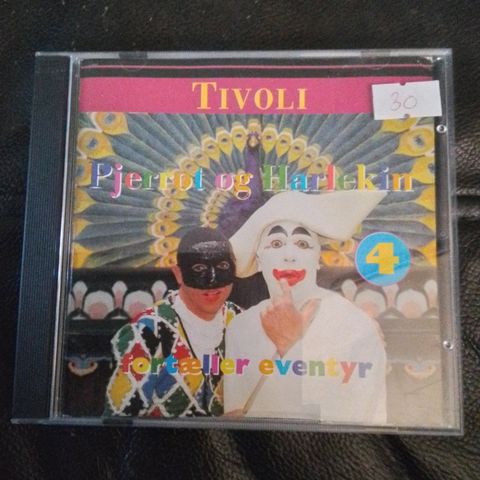 TIVOLI
30
Pjerrot og Harlekin
4
fortæller eventyr